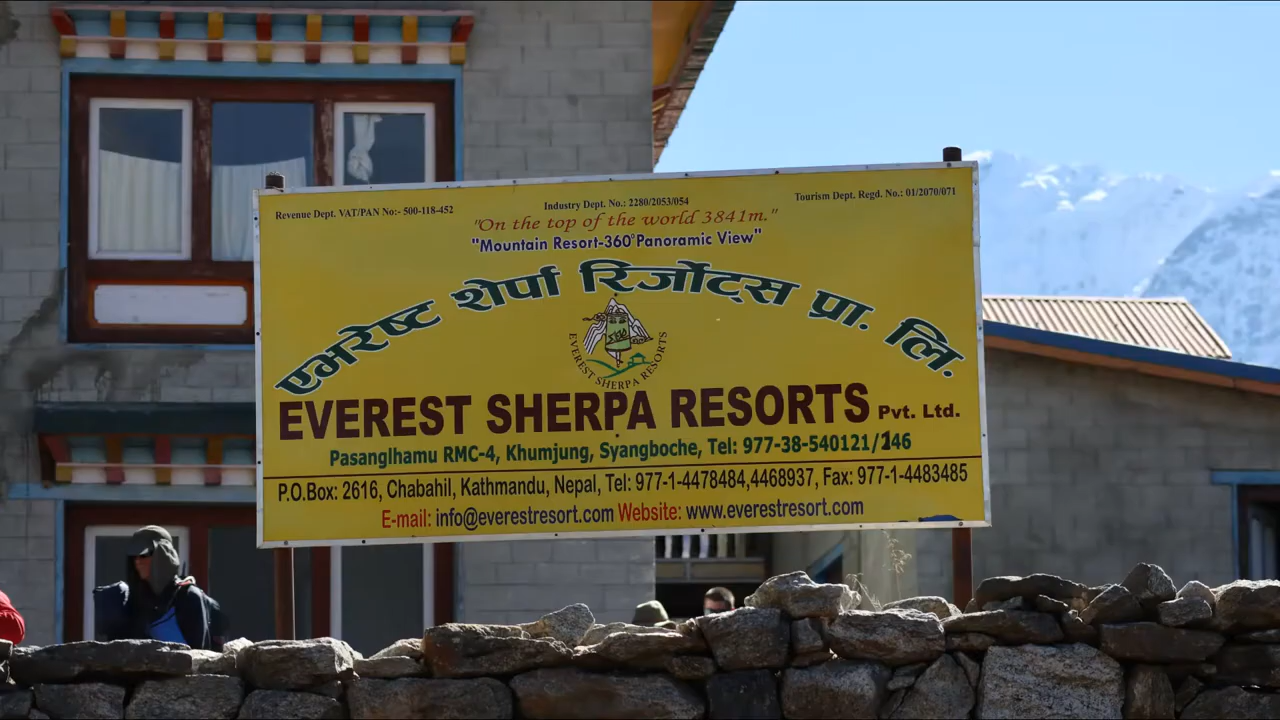 Revenue Dept. VAT/PAN No:- 500-118-452
Industry Dept. No.: 2280/2053/054
Tourism Dept. Regd. No.: 01/2070/071
"On the top of the world 3841m."
"Mountain Resort-360° Panoramic View"
एभरेष्ट शेर्पा रिर्जोट्स प्रा. लि.
EVEREST SHERPA RESORTS
EVEREST SHERPA RESORTS Pvt. Ltd.
Pasanglhamu RMC-4, Khumjung, Syangboche, Tel: 977-38-540121/146
P.O.Box: 2616, Chabahil, Kathmandu, Nepal, Tel: 977-1-4478484,4468937, Fax: 977-1-4483485
E-mail: info@everestresort.com Website: www.everestresort.com